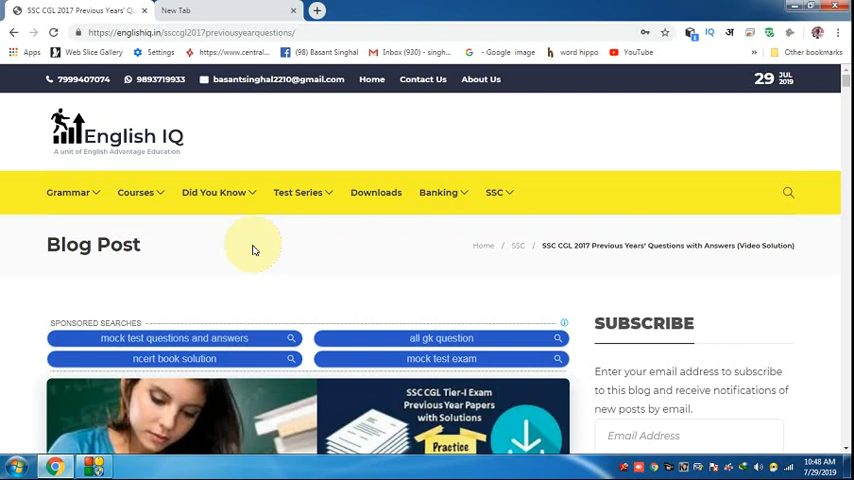 SSC CGL 2017 Previous Years' Qu
New Tab
https://englishiq.in/ssccgl2017previousyearquestions/
Apps
Web Slice Gallery
Settings
https://www.central...
(98) Basant Singhal
Inbox (930) - singh...
- Google image
word hippo
YouTube
Other bookmarks
7999407074
9893719933
basantsinghal2210@gmail.com
Home
Contact Us
About Us
29 JUL 2019
English IQ
A unit of English Advantage Education
Grammar
Courses
Did You Know
Test Series
Downloads
Banking
SSC
Blog Post
Home / SSC / SSC CGL 2017 Previous Years' Questions with Answers (Video Solution)
SPONSORED SEARCHES
mock test questions and answers
all gk question
ncert book solution
mock test exam
SSC CGL Tier-I Exam
Previous Year Papers
with Solutions
Practice
SUBSCRIBE
Enter your email address to subscribe
to this blog and receive notifications of
new posts by email.
Email Address
10:48 AM
7/29/2019